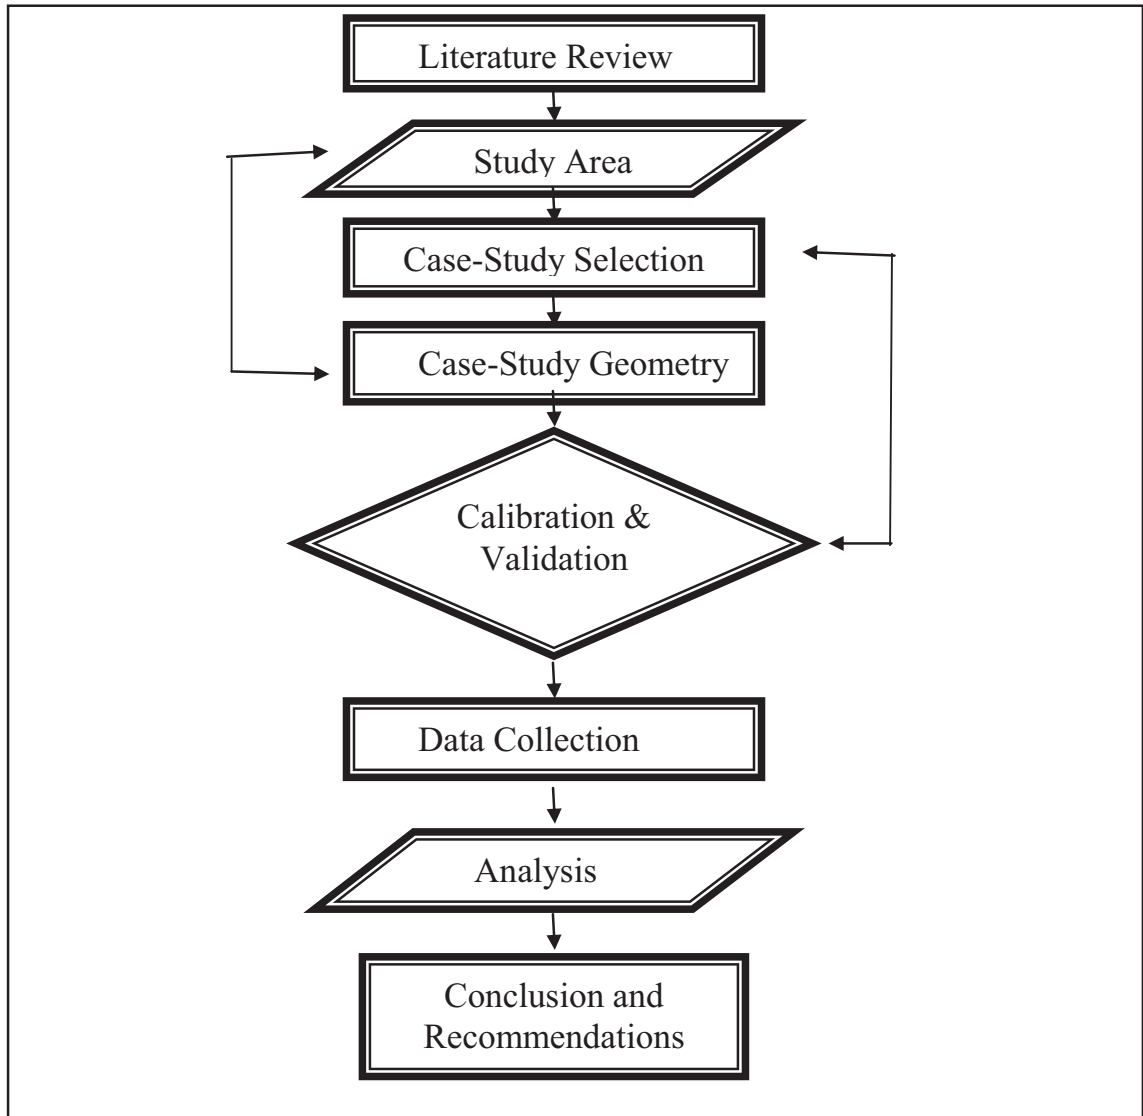 Literature Review
Study Area
Case-Study Selection
Case-Study Geometry
Calibration &
Validation
Data Collection
Analysis
Conclusion and
Recommendations